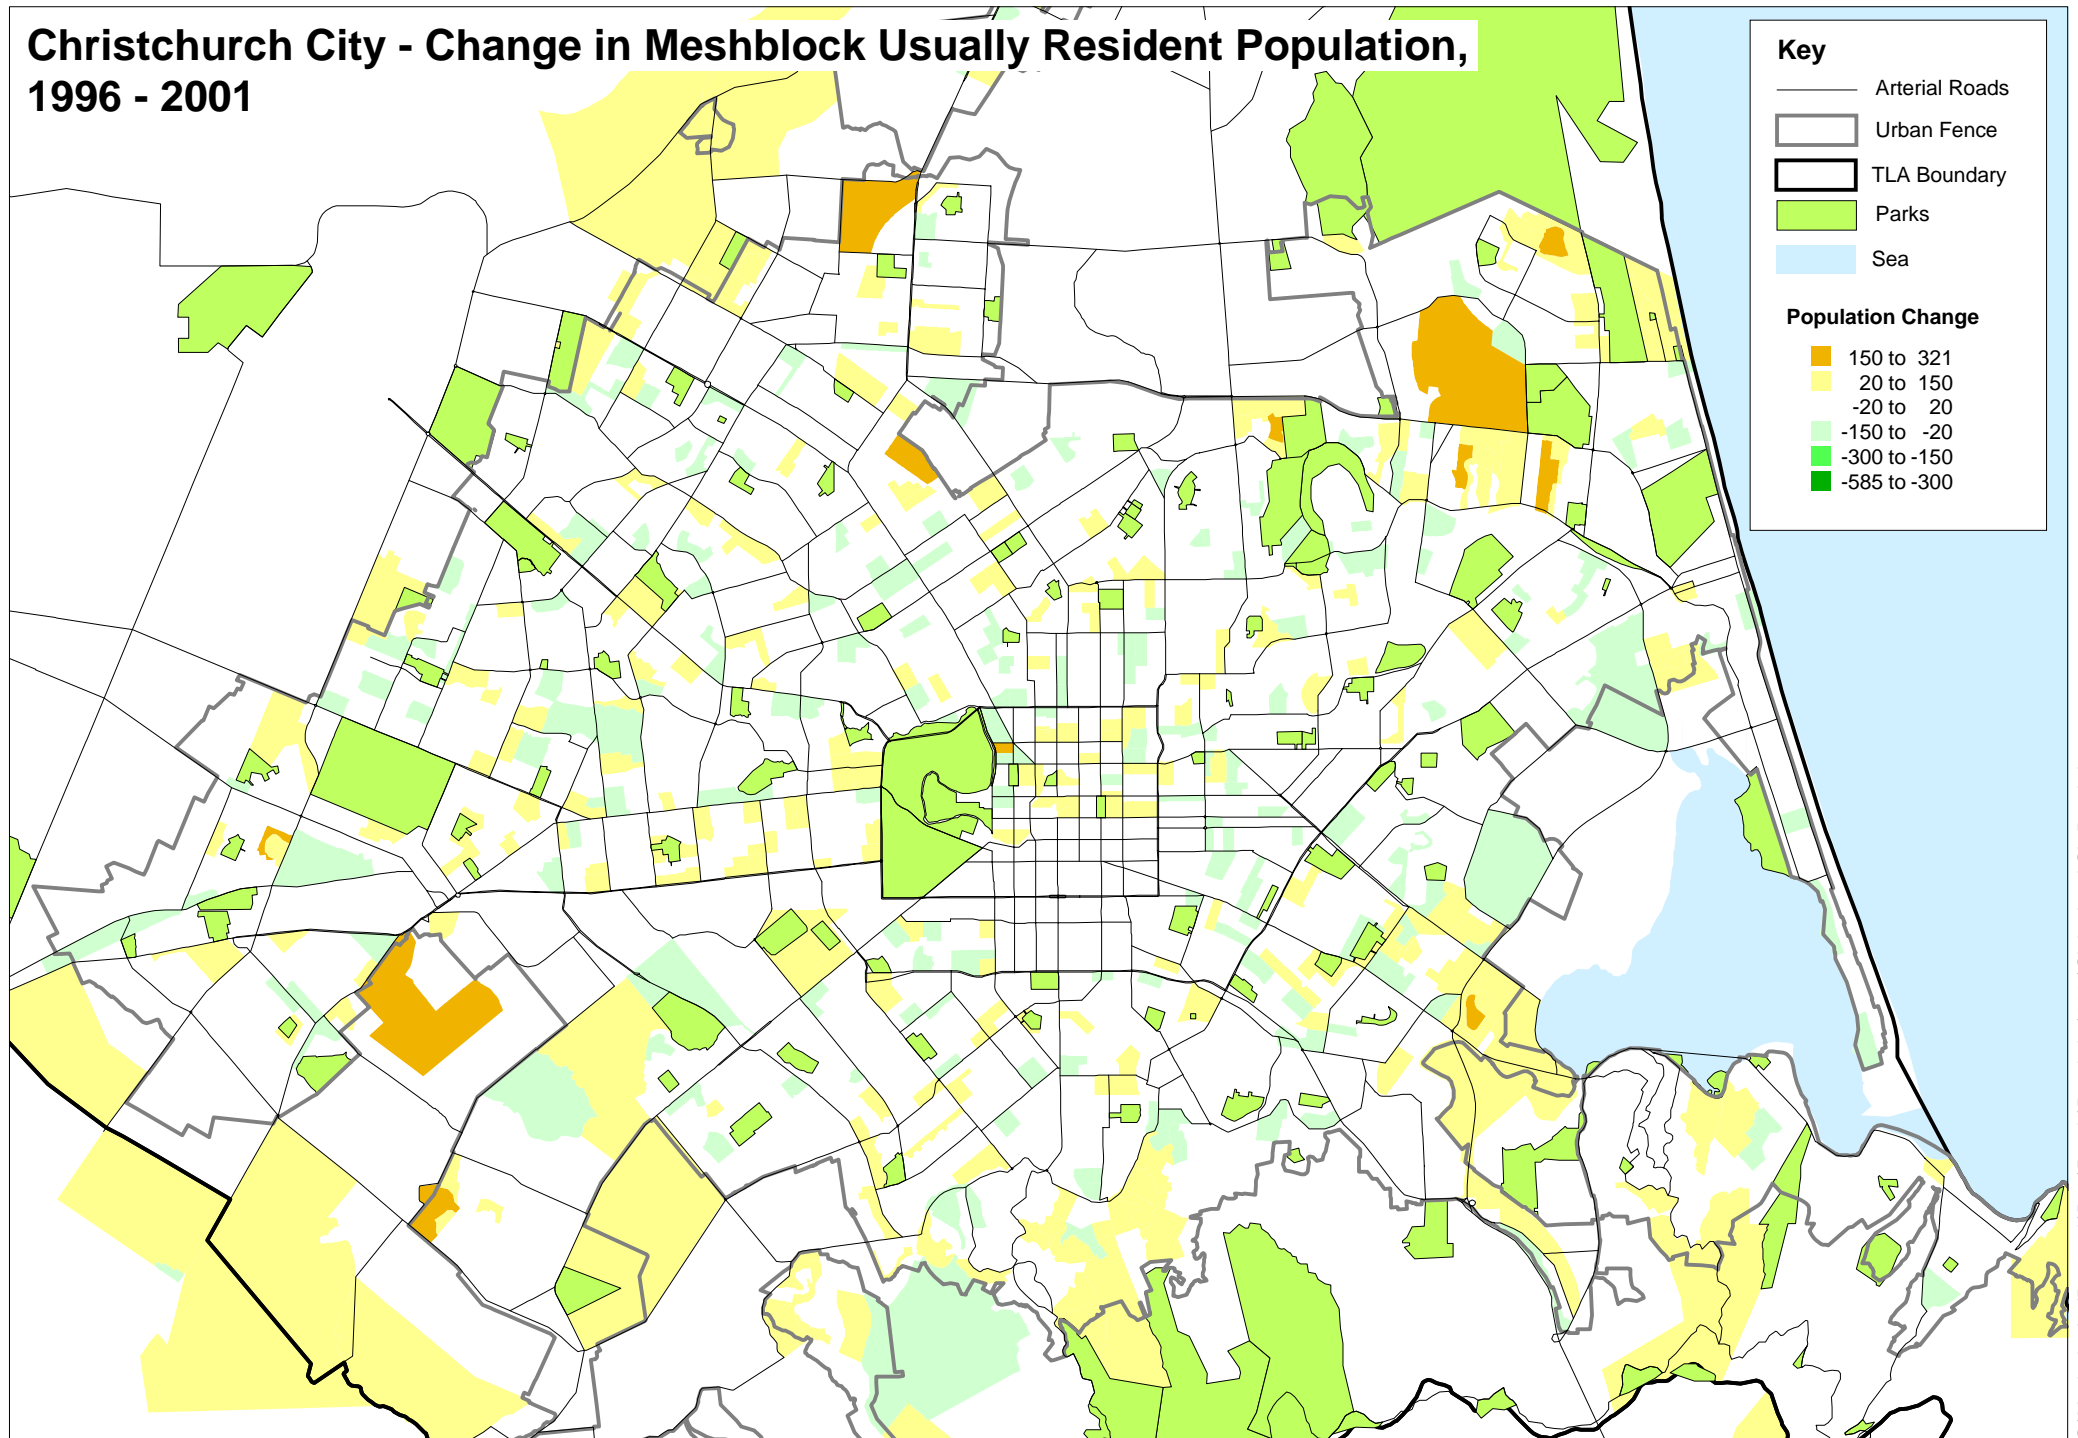 Christchurch City - Change in Meshblock Usually Resident Population,
1996 - 2001
Key
Arterial Roads
Urban Fence
TLA Boundary
Parks
Sea
Population Change
150 to 321
20 to 150
-20 to 20
-150 to -20
-300 to -150
-585 to -300